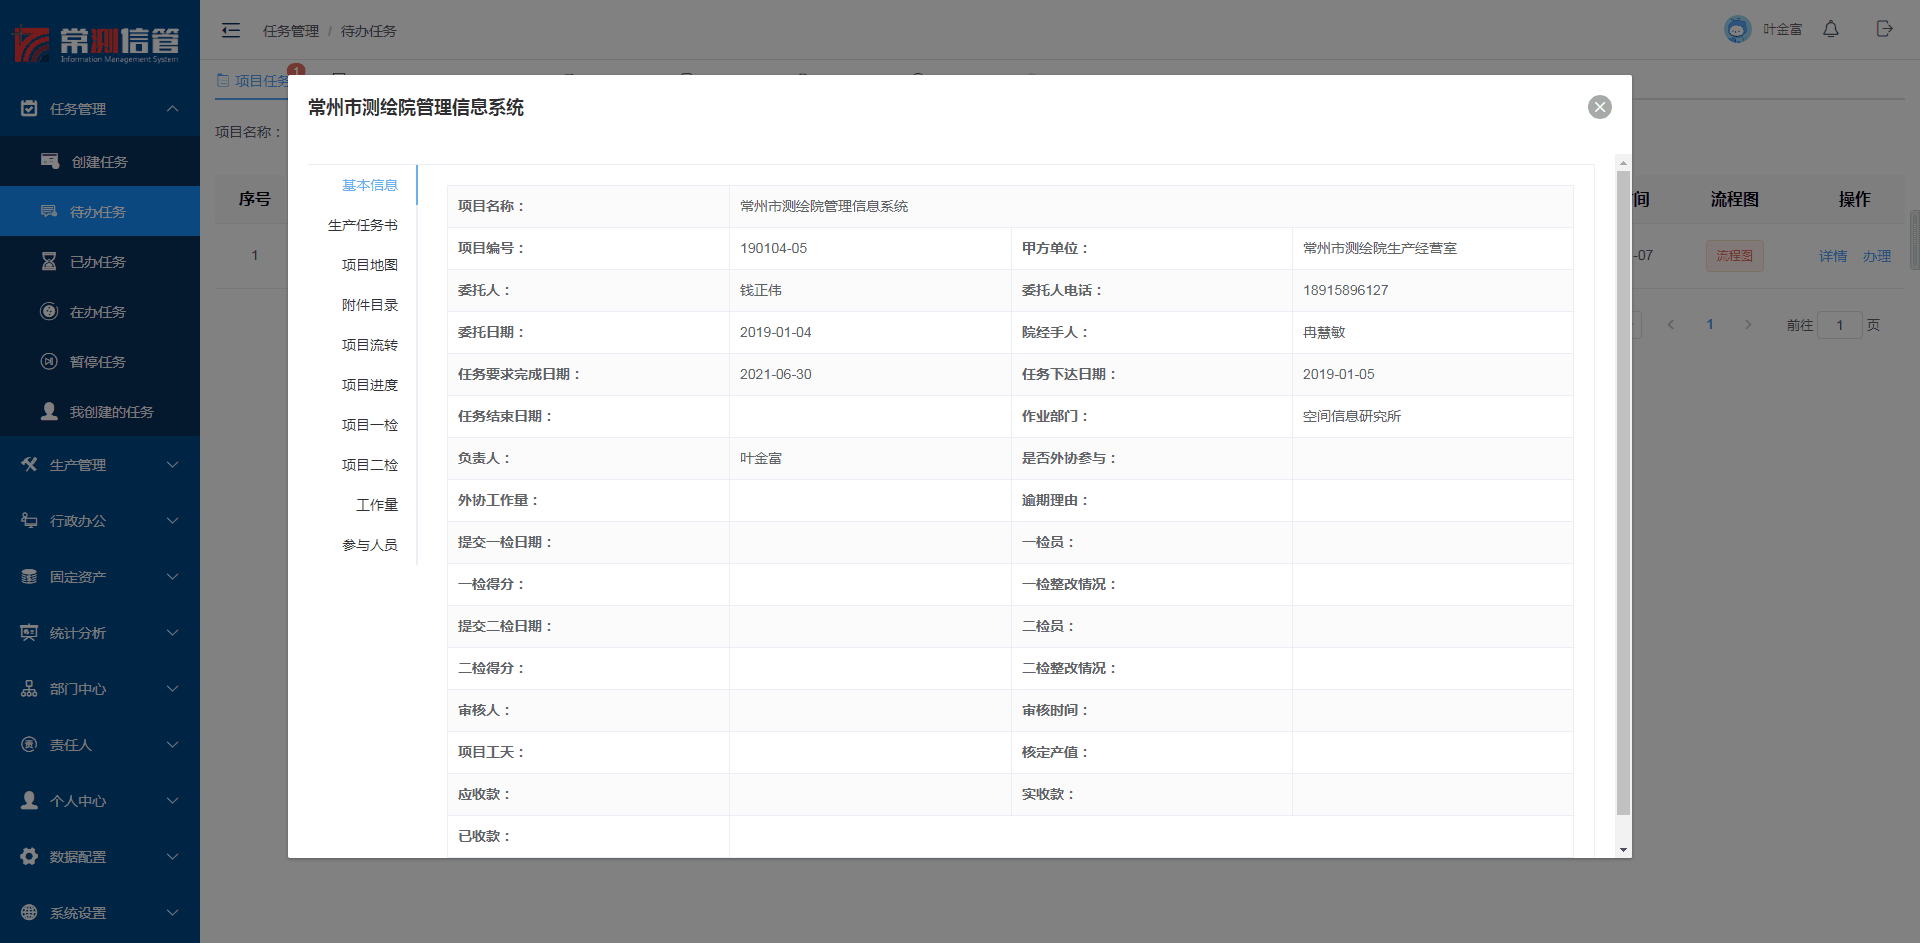 常测信管
Information Management System
任务管理
创建任务
待办任务
已办任务
在办任务
暂停任务
我创建的任务
生产管理
行政办公
固定资产
统计分析
部门中心
责任人
个人中心
数据配置
系统设置
任务管理 / 待办任务
叶金富
项目任务 1
项目名称：
序号 间 流程图 操作
1 -07 流程图 详情 办理
1 前往 1 页
常州市测绘院管理信息系统
基本信息
生产任务书
项目地图
附件目录
项目流转
项目进度
项目一检
项目二检
工作量
参与人员
项目名称： 常州市测绘院管理信息系统
项目编号： 190104-05 甲方单位： 常州市测绘院生产经营室
委托人： 钱正伟 委托人电话： 18915896127
委托日期： 2019-01-04 院经手人： 冉慧敏
任务要求完成日期： 2021-06-30 任务下达日期： 2019-01-05
任务结束日期： 作业部门： 空间信息研究所
负责人： 叶金富 是否外协参与：
外协工作量： 逾期理由：
提交一检日期： 一检员：
一检得分： 一检整改情况：
提交二检日期： 二检员：
二检得分： 二检整改情况：
审核人： 审核时间：
项目工天： 核定产值：
应收款： 实收款：
已收款：